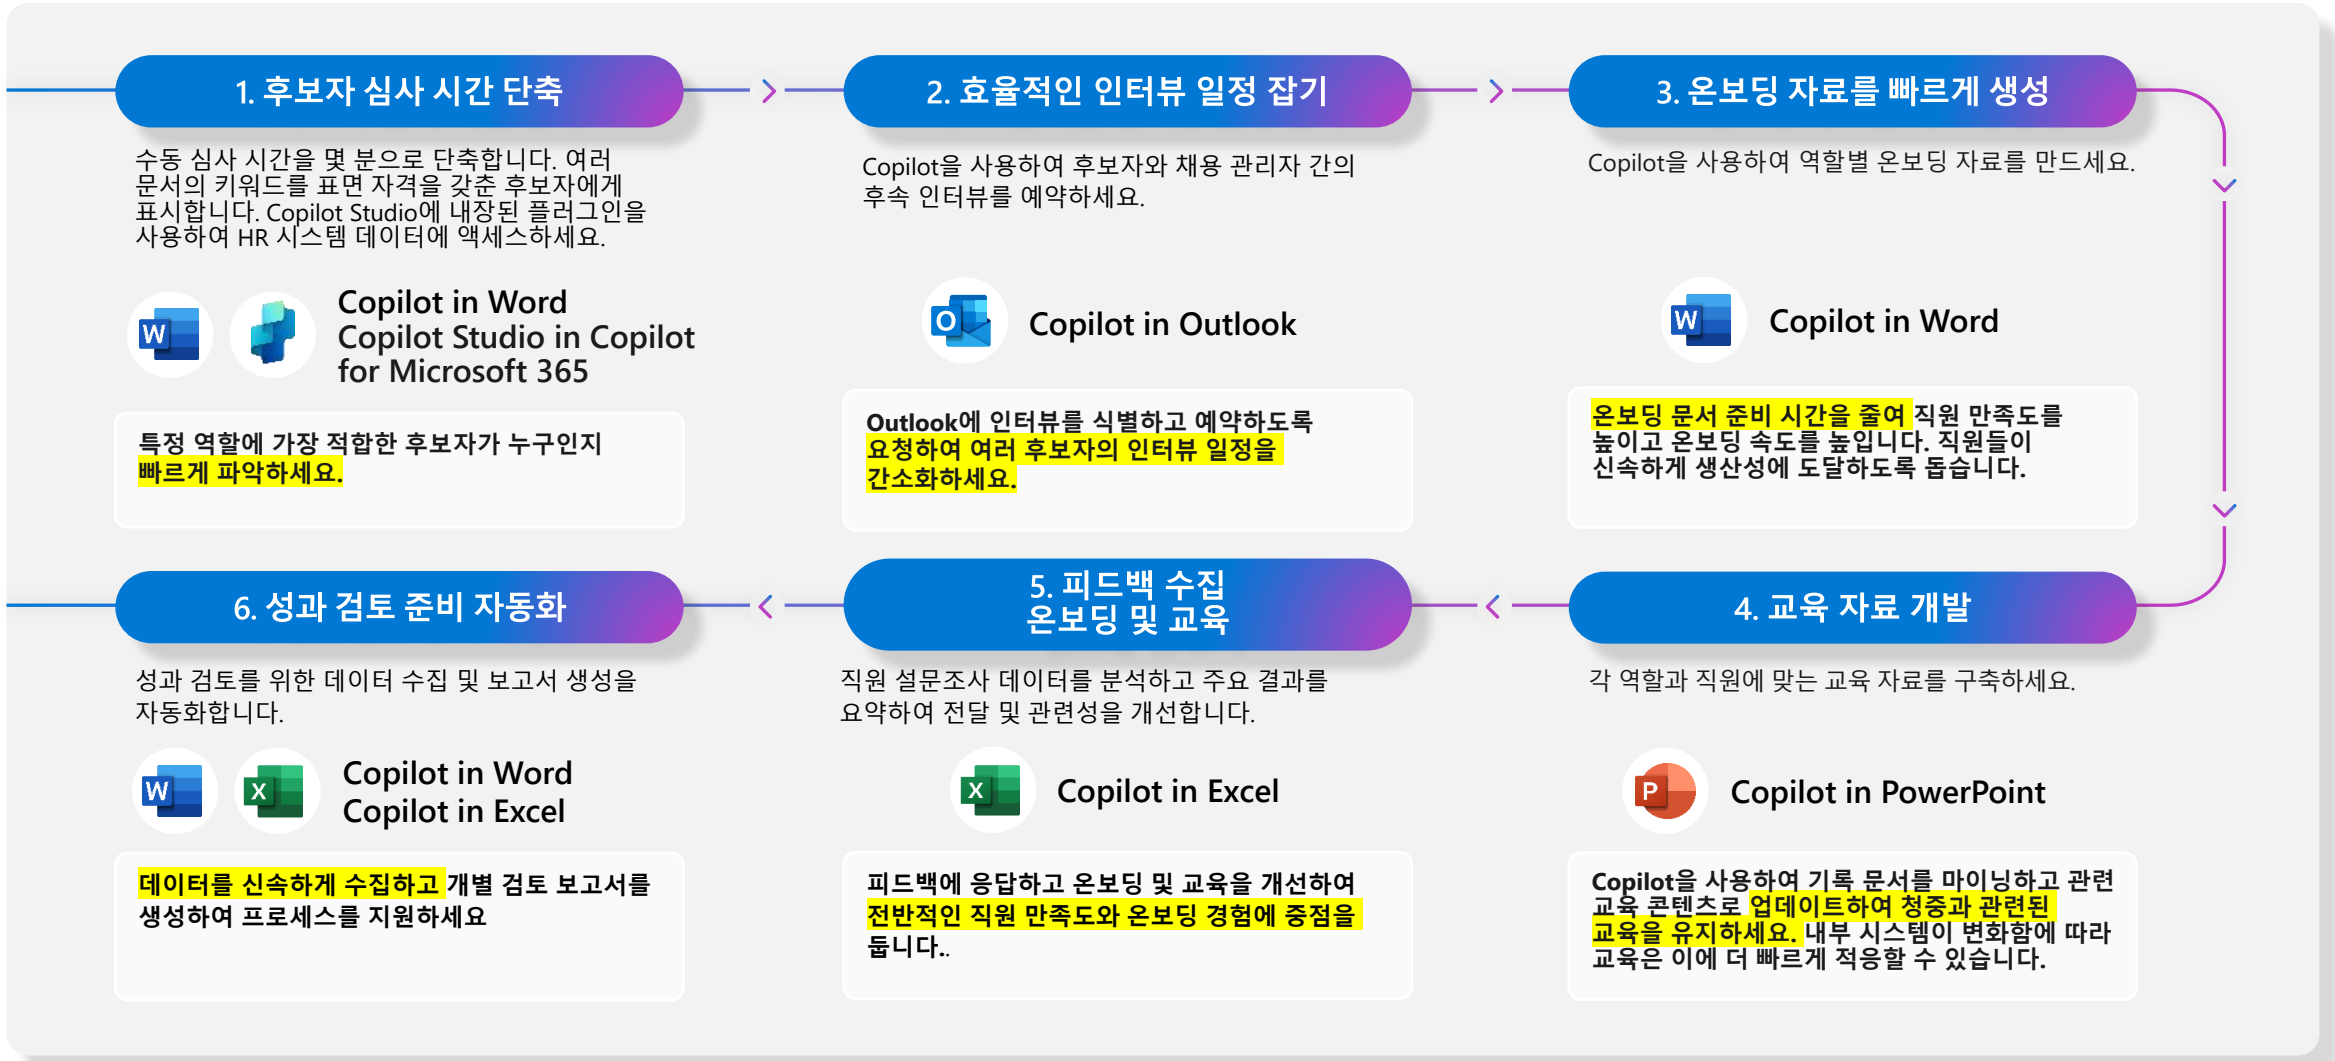 1. 후보자 심사 시간 단축
수동 심사 시간을 몇 분으로 단축합니다. 여러
문서의 키워드를 표면 자격을 갖춘 후보자에게
표시합니다. Copilot Studio에 내장된 플러그인을
사용하여 HR 시스템 데이터에 액세스하세요.
W
Copilot in Word
Copilot Studio in Copilot
for Microsoft 365
특정 역할에 가장 적합한 후보자가 누구인지
빠르게 파악하세요.
2. 효율적인 인터뷰 일정 잡기
Copilot을 사용하여 후보자와 채용 관리자 간의
후속 인터뷰를 예약하세요.
O
Copilot in Outlook
Outlook에 인터뷰를 식별하고 예약하도록
요청하여 여러 후보자의 인터뷰 일정을
간소화하세요.
3. 온보딩 자료를 빠르게 생성
Copilot을 사용하여 역할별 온보딩 자료를 만드세요.
W
Copilot in Word
온보딩 문서 준비 시간을 줄여 직원 만족도를
높이고 온보딩 속도를 높입니다. 직원들이
신속하게 생산성에 도달하도록 돕습니다.
4. 교육 자료 개발
각 역할과 직원에 맞는 교육 자료를 구축하세요.
P
Copilot in PowerPoint
Copilot을 사용하여 기록 문서를 마이닝하고 관련
교육 콘텐츠로 업데이트하여 청중과 관련된
교육을 유지하세요. 내부 시스템이 변화함에 따라
교육은 이에 더 빠르게 적응할 수 있습니다.
5. 피드백 수집
온보딩 및 교육
직원 설문조사 데이터를 분석하고 주요 결과를
요약하여 전달 및 관련성을 개선합니다.
X
Copilot in Excel
피드백에 응답하고 온보딩 및 교육을 개선하여
전반적인 직원 만족도와 온보딩 경험에 중점을
둡니다..
6. 성과 검토 준비 자동화
성과 검토를 위한 데이터 수집 및 보고서 생성을
자동화합니다.
W
X
Copilot in Word
Copilot in Excel
데이터를 신속하게 수집하고 개별 검토 보고서를
생성하여 프로세스를 지원하세요